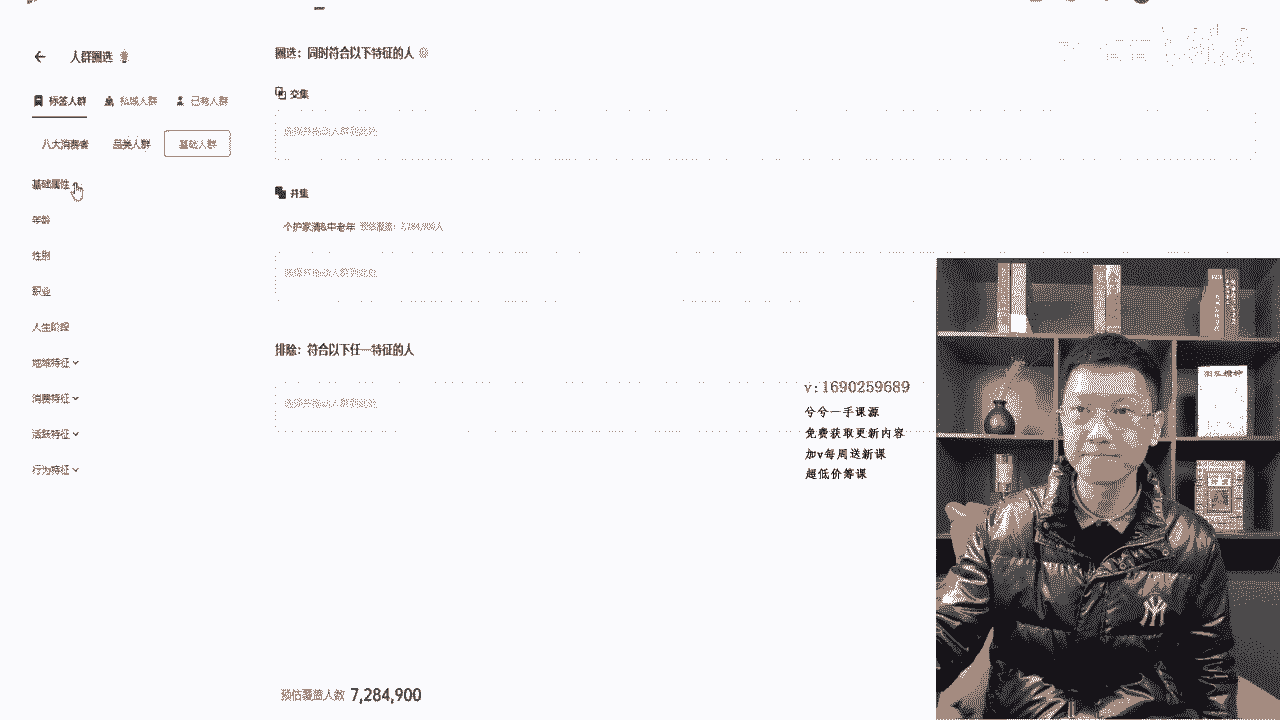 人群圈选
标签人群 私域人群 已购人群
八大消费者 品类人群 基础人群
基础属性
年龄
性别
职业
人生阶段
地域特征
消费特征
活跃特征
行为特征
圈选：同时符合以下特征的人
交集
选择并拖动人群到此处
并集
个护家清&中老年 预估覆盖：7,284,900人
选择并拖动人群到此处
排除：符合以下任一特征的人
选择并拖动人群到此处
v:1690259689
兮兮一手课源
免费获取更新内容
加v每周送新课
超低价筹课
预估覆盖人数 7,284,900